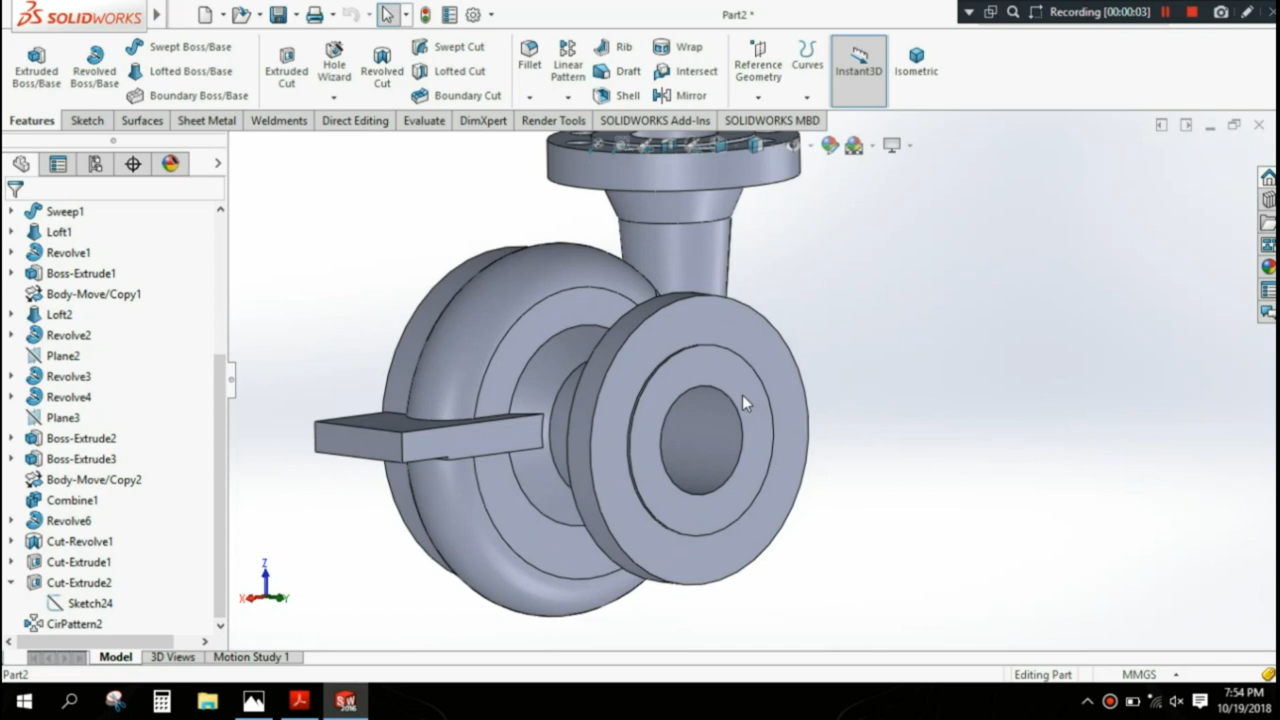 SOLIDWORKS
Part2 *
Recording [00:00:03]
Extruded Boss/Base
Revolved Boss/Base
Swept Boss/Base
Lofted Boss/Base
Boundary Boss/Base
Extruded Cut
Hole Wizard
Revolved Cut
Swept Cut
Lofted Cut
Boundary Cut
Fillet
Linear Pattern
Rib
Draft
Shell
Wrap
Intersect
Mirror
Reference Geometry
Curves
Instant3D
Isometric
Features Sketch Surfaces Sheet Metal Weldments Direct Editing Evaluate DimXpert Render Tools SOLIDWORKS Add-Ins SOLIDWORKS MBD
Sweep1
Loft1
Revolve1
Boss-Extrude1
Body-Move/Copy1
Loft2
Revolve2
Plane2
Revolve3
Revolve4
Plane3
Boss-Extrude2
Boss-Extrude3
Body-Move/Copy2
Combine1
Revolve6
Cut-Revolve1
Cut-Extrude1
Cut-Extrude2
Sketch24
CirPattern2
Z
X Y
Model 3D Views Motion Study 1
Part2 Editing Part MMGS
SW
2016
7:54 PM
10/19/2018